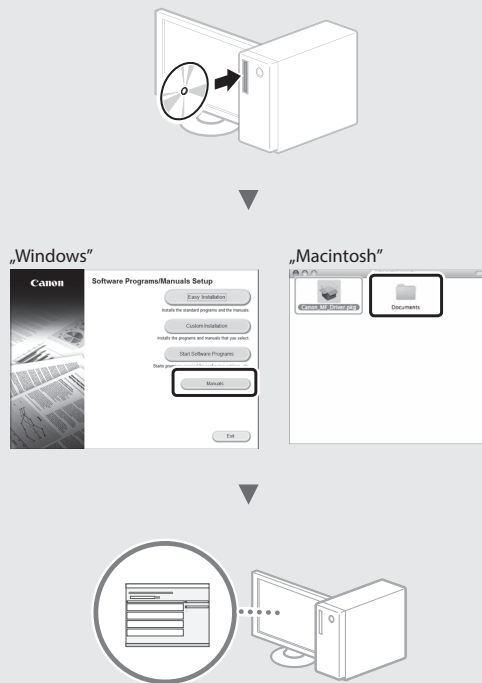 „Windows”
Canon
Software Programs/Manuals Setup
Easy Installation
Installs the standard programs and the manuals.
Custom Installation
Installs the programs and manuals that you select.
Start Software Programs
Manuals
Exit
„Macintosh”
Canon_MF_Driver.pkg
Documents